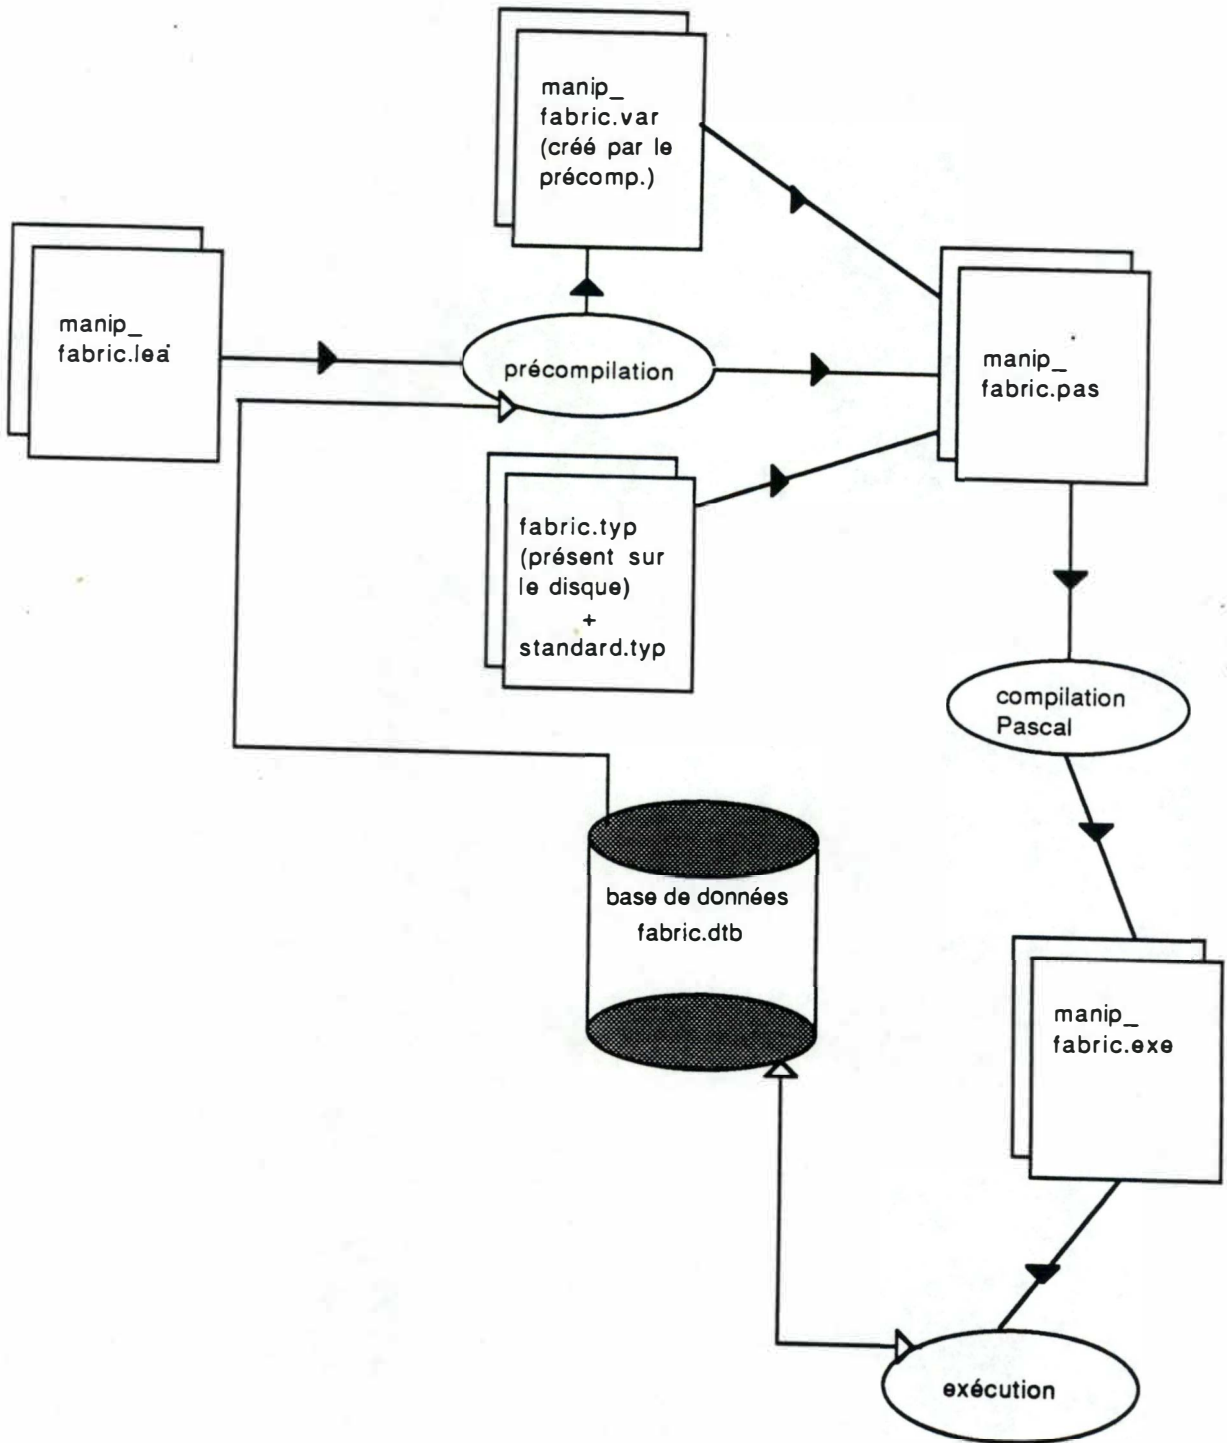 manip_
fabric.var
(créé par le
précomp.)
manip_
fabric.lea
précompilation
manip_
fabric.pas
fabric.typ
(présent sur
le disque)
+
standard.typ
compilation
Pascal
base de données
fabric.dtb
manip_
fabric.exe
exécution